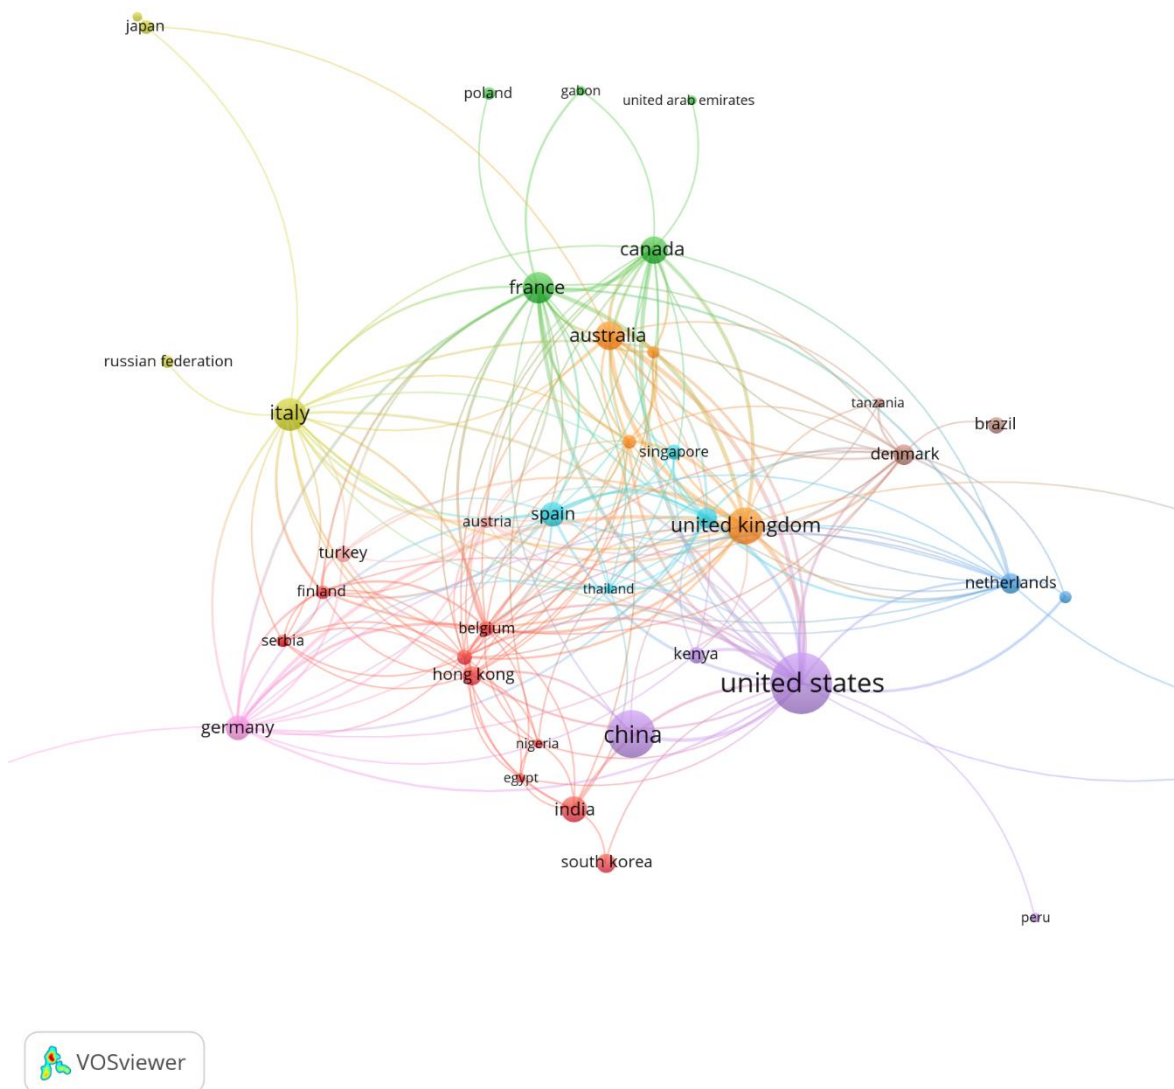 japan
poland
gabon
united arab emirates
canada
france
australia
russian federation
italy
tanzania
brazil
singapore
denmark
spain
austria
united kingdom
turkey
netherlands
finland
thailand
belgium
serbia
kenya
hong kong
united states
germany
china
nigeria
egypt
india
south korea
peru
VOSviewer